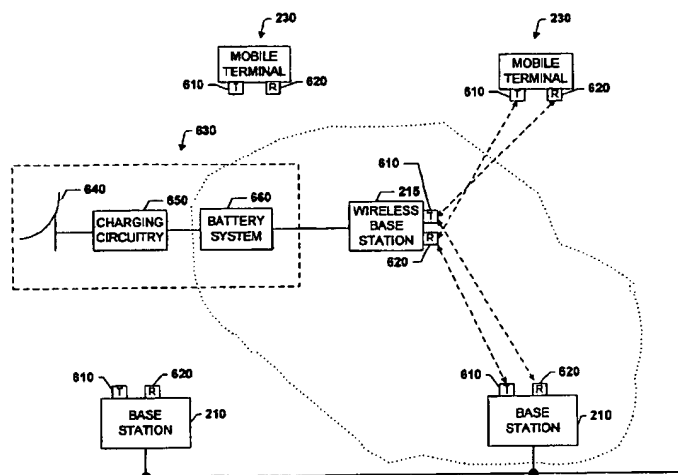 230
230
MOBILE
TERMINAL
MOBILE
TERMINAL
610
T
R
620
610
T
R
620
630
640
650
660
610
215
CHARGING
CIRCUITRY
BATTERY
SYSTEM
WIRELESS
BASE
STATION
T
R
620
610
T
R
620
610
T
R
620
BASE
STATION
210
BASE
STATION
210